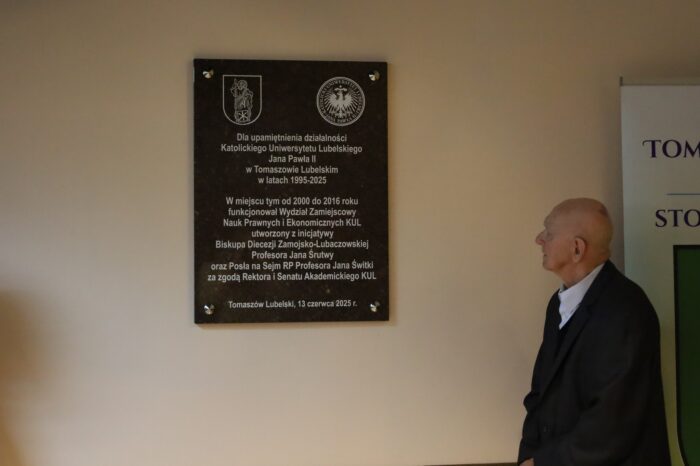 Dla upamiętnienia działalności
Katolickiego Uniwersytetu Lubelskiego
Jana Pawła II
w Tomaszowie Lubelskim
w latach 1995-2025
W miejscu tym od 2000 do 2016 roku
funkcjonował Wydział Zamiejscowy
Nauk Prawnych i Ekonomicznych KUL
utworzony z inicjatywy
Biskupa Diecezji Zamojsko-Lubaczowskiej
Profesora Jana Śrutwy
oraz Posła na Sejm RP Profesora Jana Świtki
za zgodą Rektora i Senatu Akademickiego KUL
Tomaszów Lubelski, 13 czerwca 2025 r.
TOM
STO